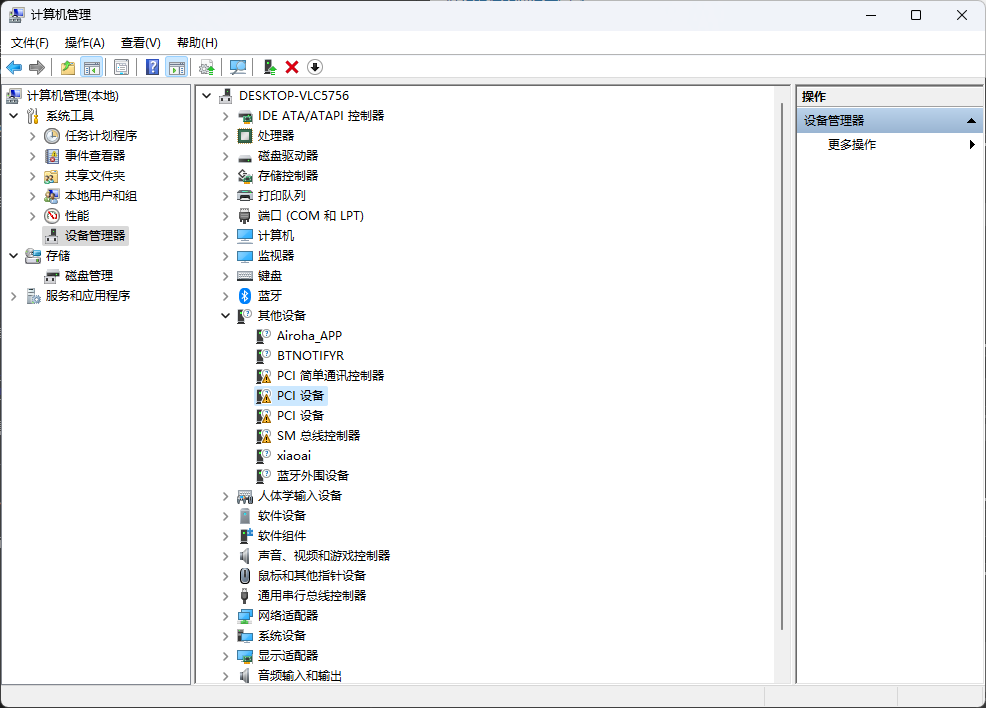 计算机管理
文件(F) 操作(A) 查看(V) 帮助(H)
计算机管理(本地)
系统工具
任务计划程序
事件查看器
共享文件夹
本地用户和组
性能
设备管理器
存储
磁盘管理
服务和应用程序
DESKTOP-VLC5756
IDE ATA/ATAPI 控制器
处理器
磁盘驱动器
存储控制器
打印队列
端口 (COM 和 LPT)
计算机
监视器
键盘
蓝牙
其他设备
Airoha_APP
BTNOTIFYR
PCI 简单通讯控制器
PCI 设备
PCI 设备
SM 总线控制器
xiaoai
蓝牙外围设备
人体学输入设备
软件设备
软件组件
声音、视频和游戏控制器
鼠标和其他指针设备
通用串行总线控制器
网络适配器
系统设备
显示适配器
音频输入和输出
操作
设备管理器
更多操作